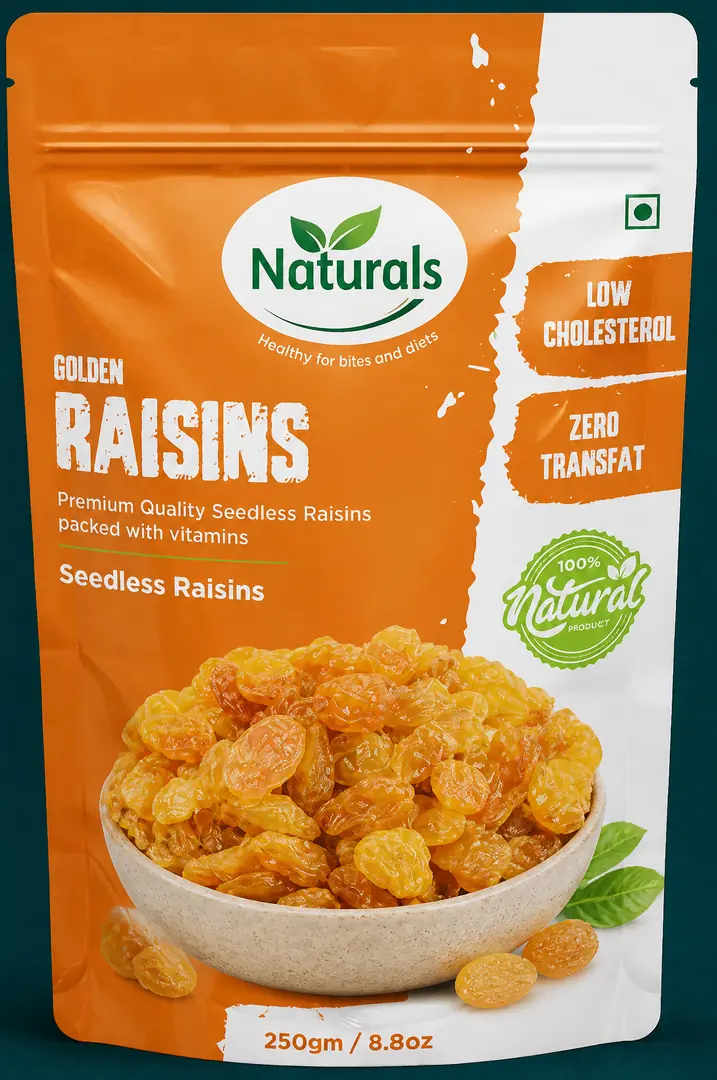 Naturals
Healthy for bites and diets
LOW
CHOLESTEROL
ZERO
TRANSFAT
GOLDEN
RAISINS
Premium Quality Seedless Raisins
packed with vitamins
Seedless Raisins
100%
Natural
PRODUCT
250gm / 8.8oz